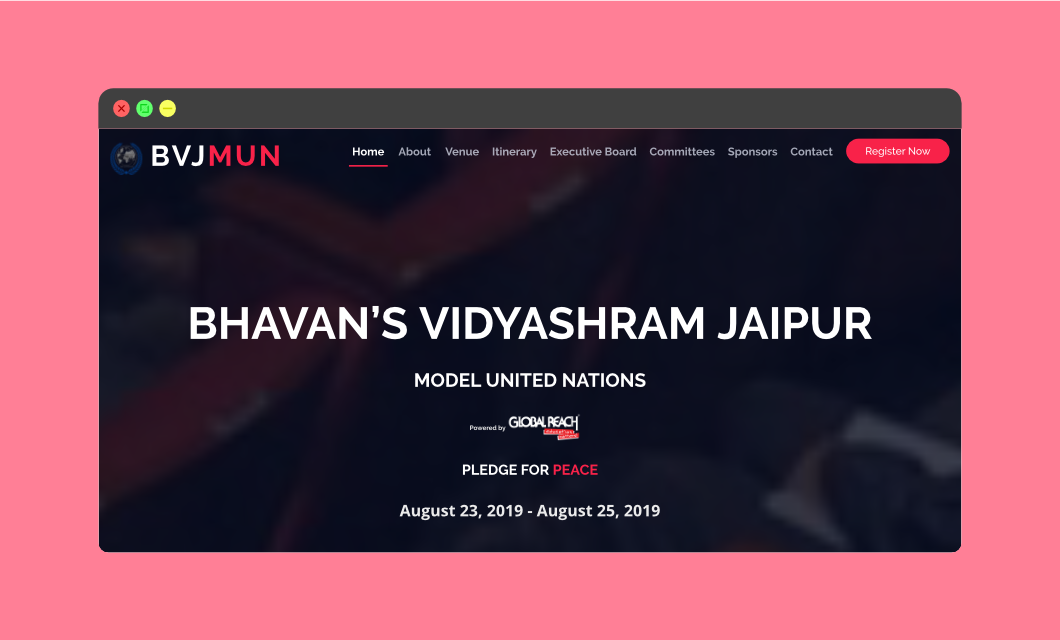 BVJMUN
Home About Venue Itinerary Executive Board Committees Sponsors Contact Register Now
BHAVAN’S VIDYASHRAM JAIPUR
MODEL UNITED NATIONS
Powered by GLOBAL REACH
PLEDGE FOR PEACE
August 23, 2019 - August 25, 2019